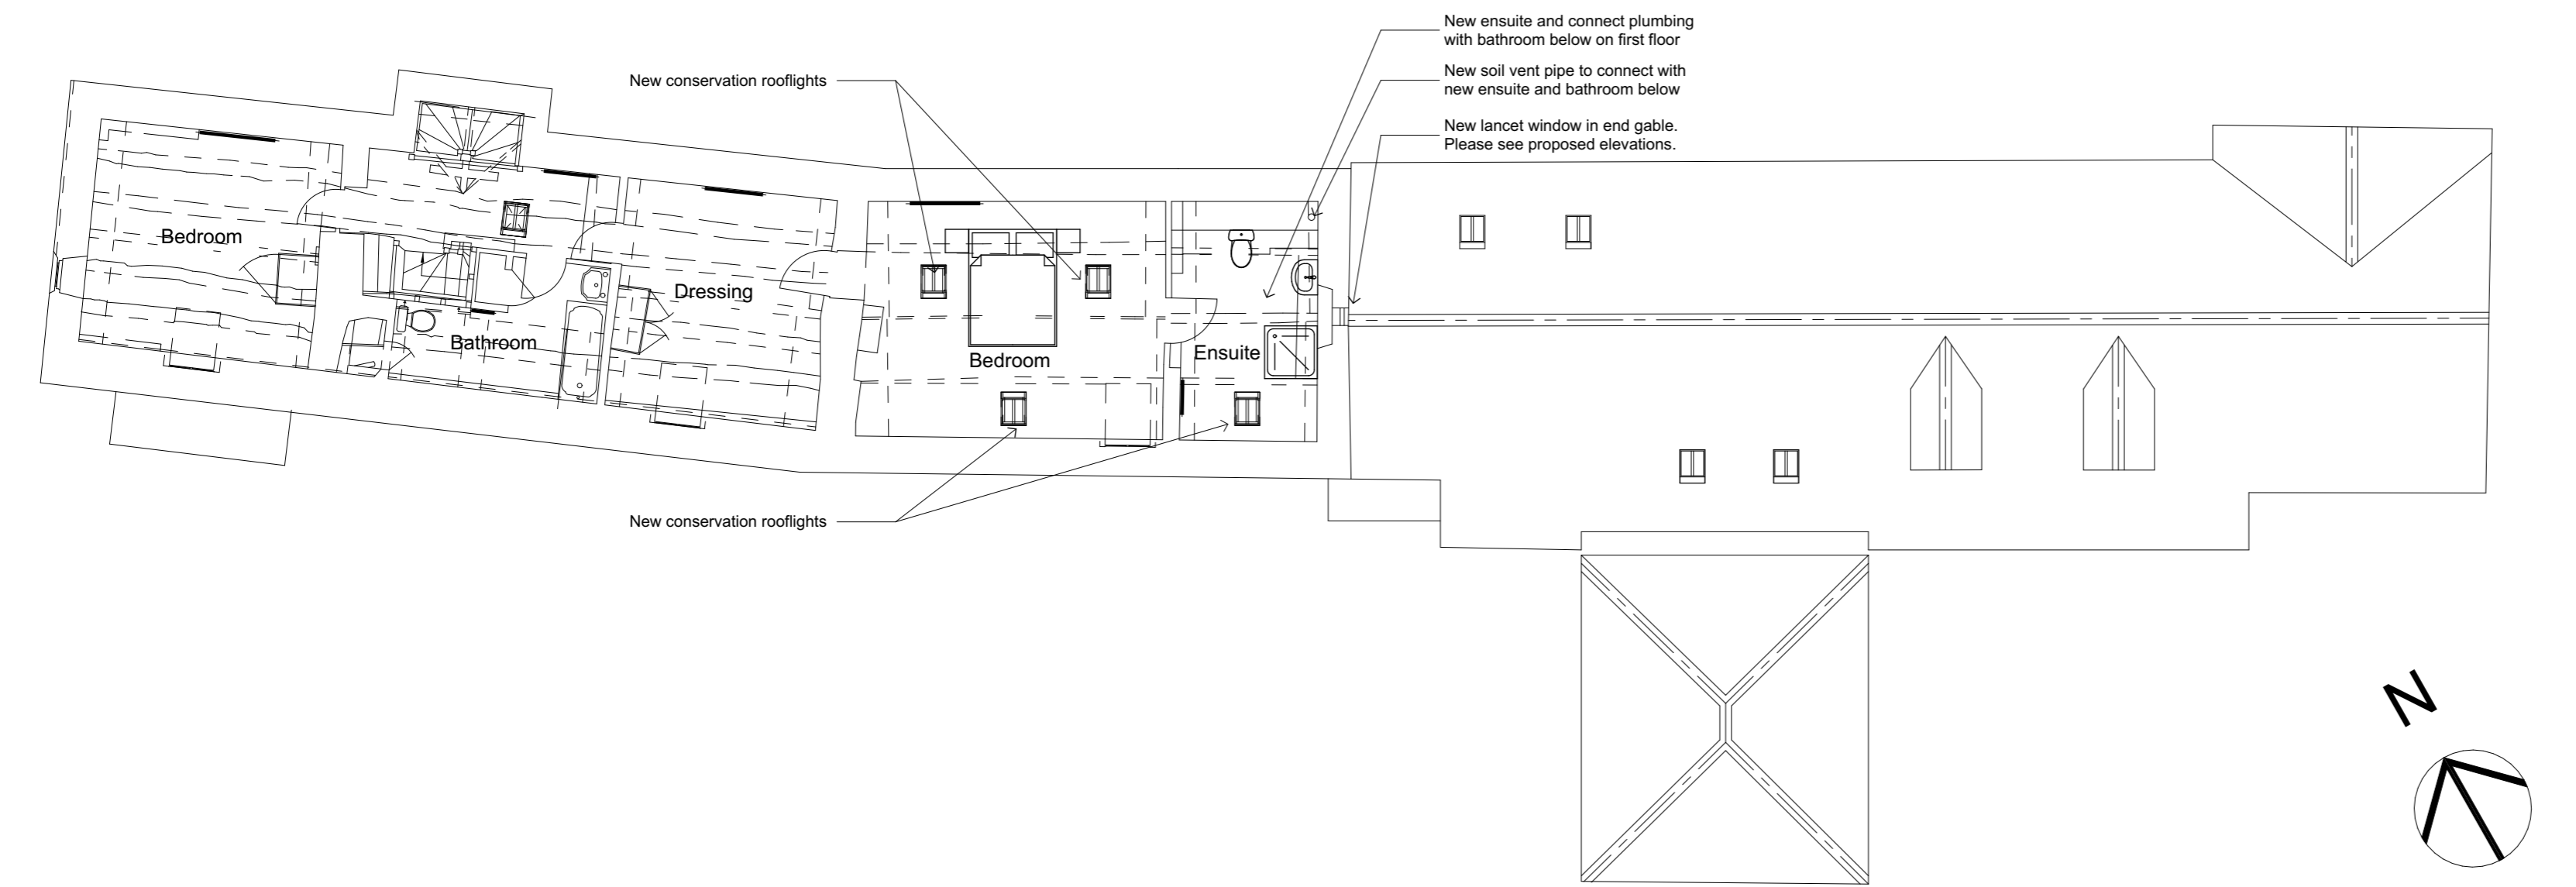 New ensuite and connect plumbing
with bathroom below on first floor
New conservation rooflights
New soil vent pipe to connect with
new ensuite and bathroom below
New lancet window in end gable.
Please see proposed elevations.
Bedroom
Dressing
Bathroom
Bedroom
Ensuite
New conservation rooflights
N